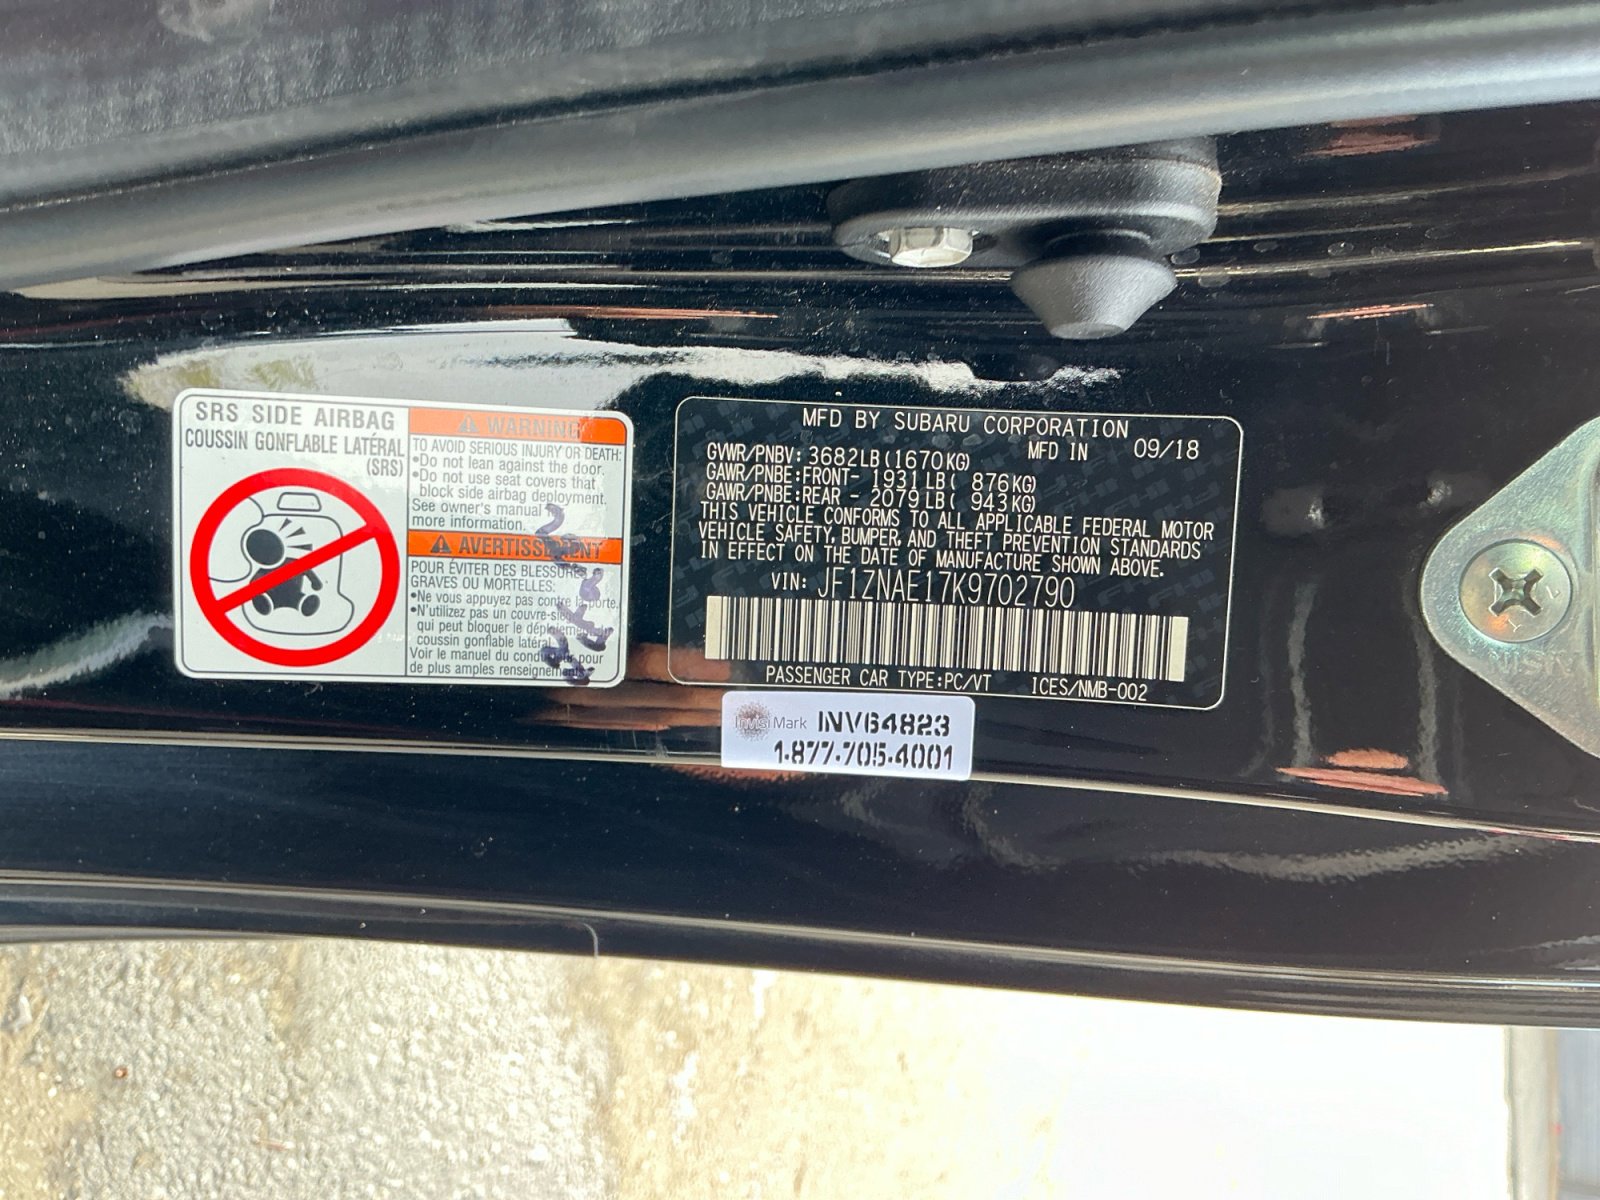 SRS SIDE AIRBAG
COUSSIN GONFLABLE LATÉRAL
(SRS)
WARNING
TO AVOID SERIOUS INJURY OR DEATH:
•Do not lean against the door.
•Do not use seat covers that
block side airbag deployment.
See owner's manual
more information.
AVERTISSEMENT
POUR ÉVITER DES BLESSURES
GRAVES OU MORTELLES:
•Ne vous appuyez pas contre la porte.
•N'utilisez pas un couvre-siège
qui peut bloquer le déploiement du
coussin gonflable latéral.
Voir le manuel du conducteur pour
de plus amples renseignements.
MFD BY SUBARU CORPORATION
GVWR/PNBV: 3682LB(1670KG) MFD IN 09/18
GAWR/PNBE:FRONT- 1931LB( 876KG)
GAWR/PNBE:REAR - 2079LB( 943KG)
THIS VEHICLE CONFORMS TO ALL APPLICABLE FEDERAL MOTOR
VEHICLE SAFETY, BUMPER, AND THEFT PREVENTION STANDARDS
IN EFFECT ON THE DATE OF MANUFACTURE SHOWN ABOVE.
VIN: JF1ZNAE17K9702790
PASSENGER CAR TYPE:PC/VT ICES/NMB-002
InvisiMark INV64823
1-877-705-4001